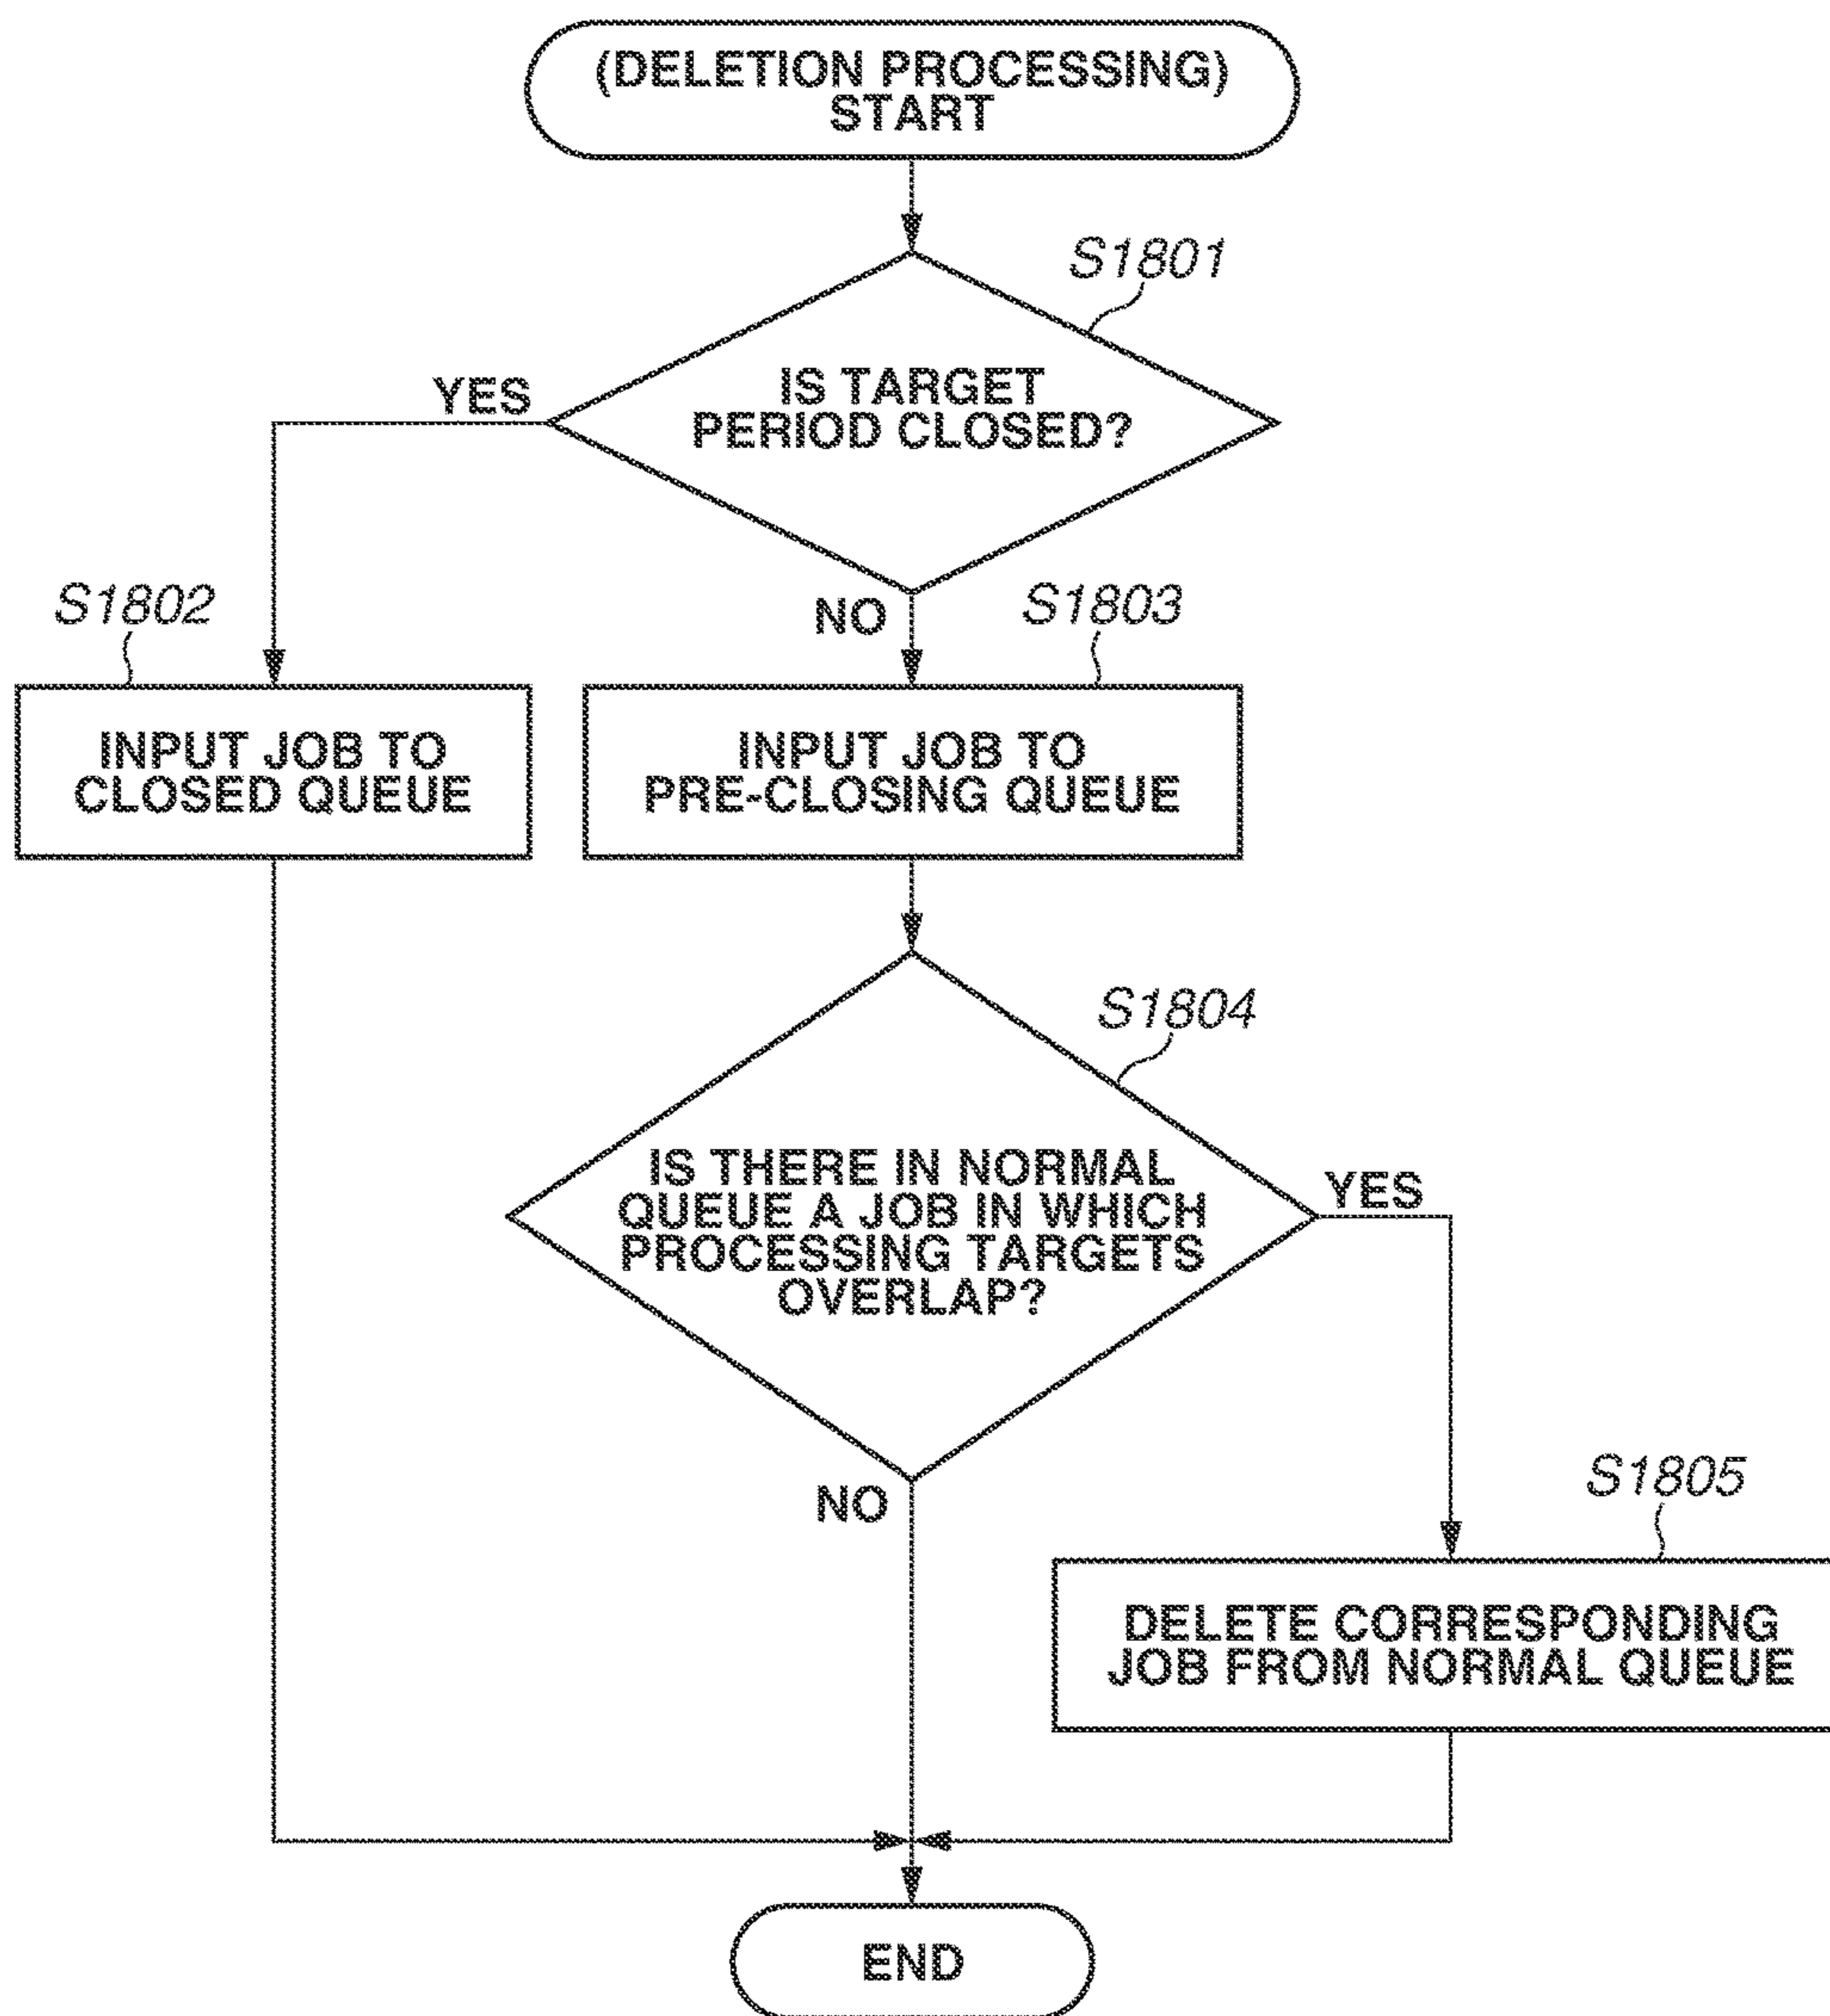 (DELETION PROCESSING)
START
S1801
IS TARGET
PERIOD CLOSED?
YES
NO
S1802
S1803
INPUT JOB TO
CLOSED QUEUE
INPUT JOB TO
PRE-CLOSING QUEUE
S1804
IS THERE IN NORMAL
QUEUE A JOB IN WHICH
PROCESSING TARGETS
OVERLAP?
YES
NO
S1805
DELETE CORRESPONDING
JOB FROM NORMAL QUEUE
END